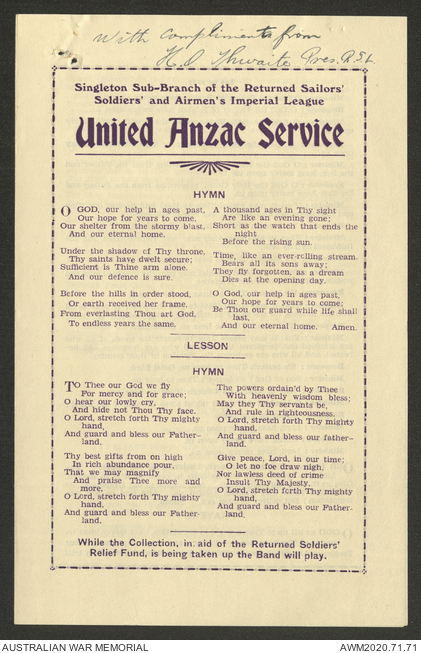 With compliments from
H. O Thwaite Pres. R.S.L.
Singleton Sub-Branch of the Returned Sailors'
Soldiers' and Airmen's Imperial League
United Anzac Service
HYMN
O GOD, our help in ages past,
Our hope for years to come,
Our shelter from the stormy blast,
And our eternal home.
Under the shadow of Thy throne,
Thy saints have dwelt secure;
Sufficient is Thine arm alone.
And our defence is sure.
Before the hills in order stood,
Or earth received her frame,
From everlasting Thou art God,
To endless years the same.
A thousand ages in Thy sight
Are like an evening gone;
Short as the watch that ends the
night
Before the rising sun.
Time, like an ever-rolling stream.
Bears all its sons away;
They fly forgotten, as a dream
Dies at the opening day.
O God, our help in ages past,
Our hope for years to come;
Be Thou our guard while life shall
last,
And our eternal home. Amen.
LESSON
HYMN
TO Thee our God we fly
For mercy and for grace;
O hear our lowly cry,
And hide not Thou Thy face.
O Lord, stretch forth Thy mighty
hand,
And guard and bless our Father-
land.
Thy best gifts from on high
In rich abundance pour,
That we may magnify
And praise Thee more and
more.
O Lord, stretch forth Thy mighty
hand,
And guard and bless our Father-
land.
The powers ordain'd by Thee
With heavenly wisdom bless;
May they Thy servants be,
And rule in righteousness.
O Lord, stretch forth Thy mighty
hand,
And guard and bless our father-
land.
Give peace, Lord, in our time;
O let no foe draw nigh,
Nor lawless deed of crime
Insult Thy Majesty.
O Lord, stretch forth Thy mighty
hand,
And guard and bless our Father-
land.
While the Collection, in aid of the Returned Soldiers'
Relief Fund, is being taken up the Band will play.
AUSTRALIAN WAR MEMORIAL
AWM2020.71.71